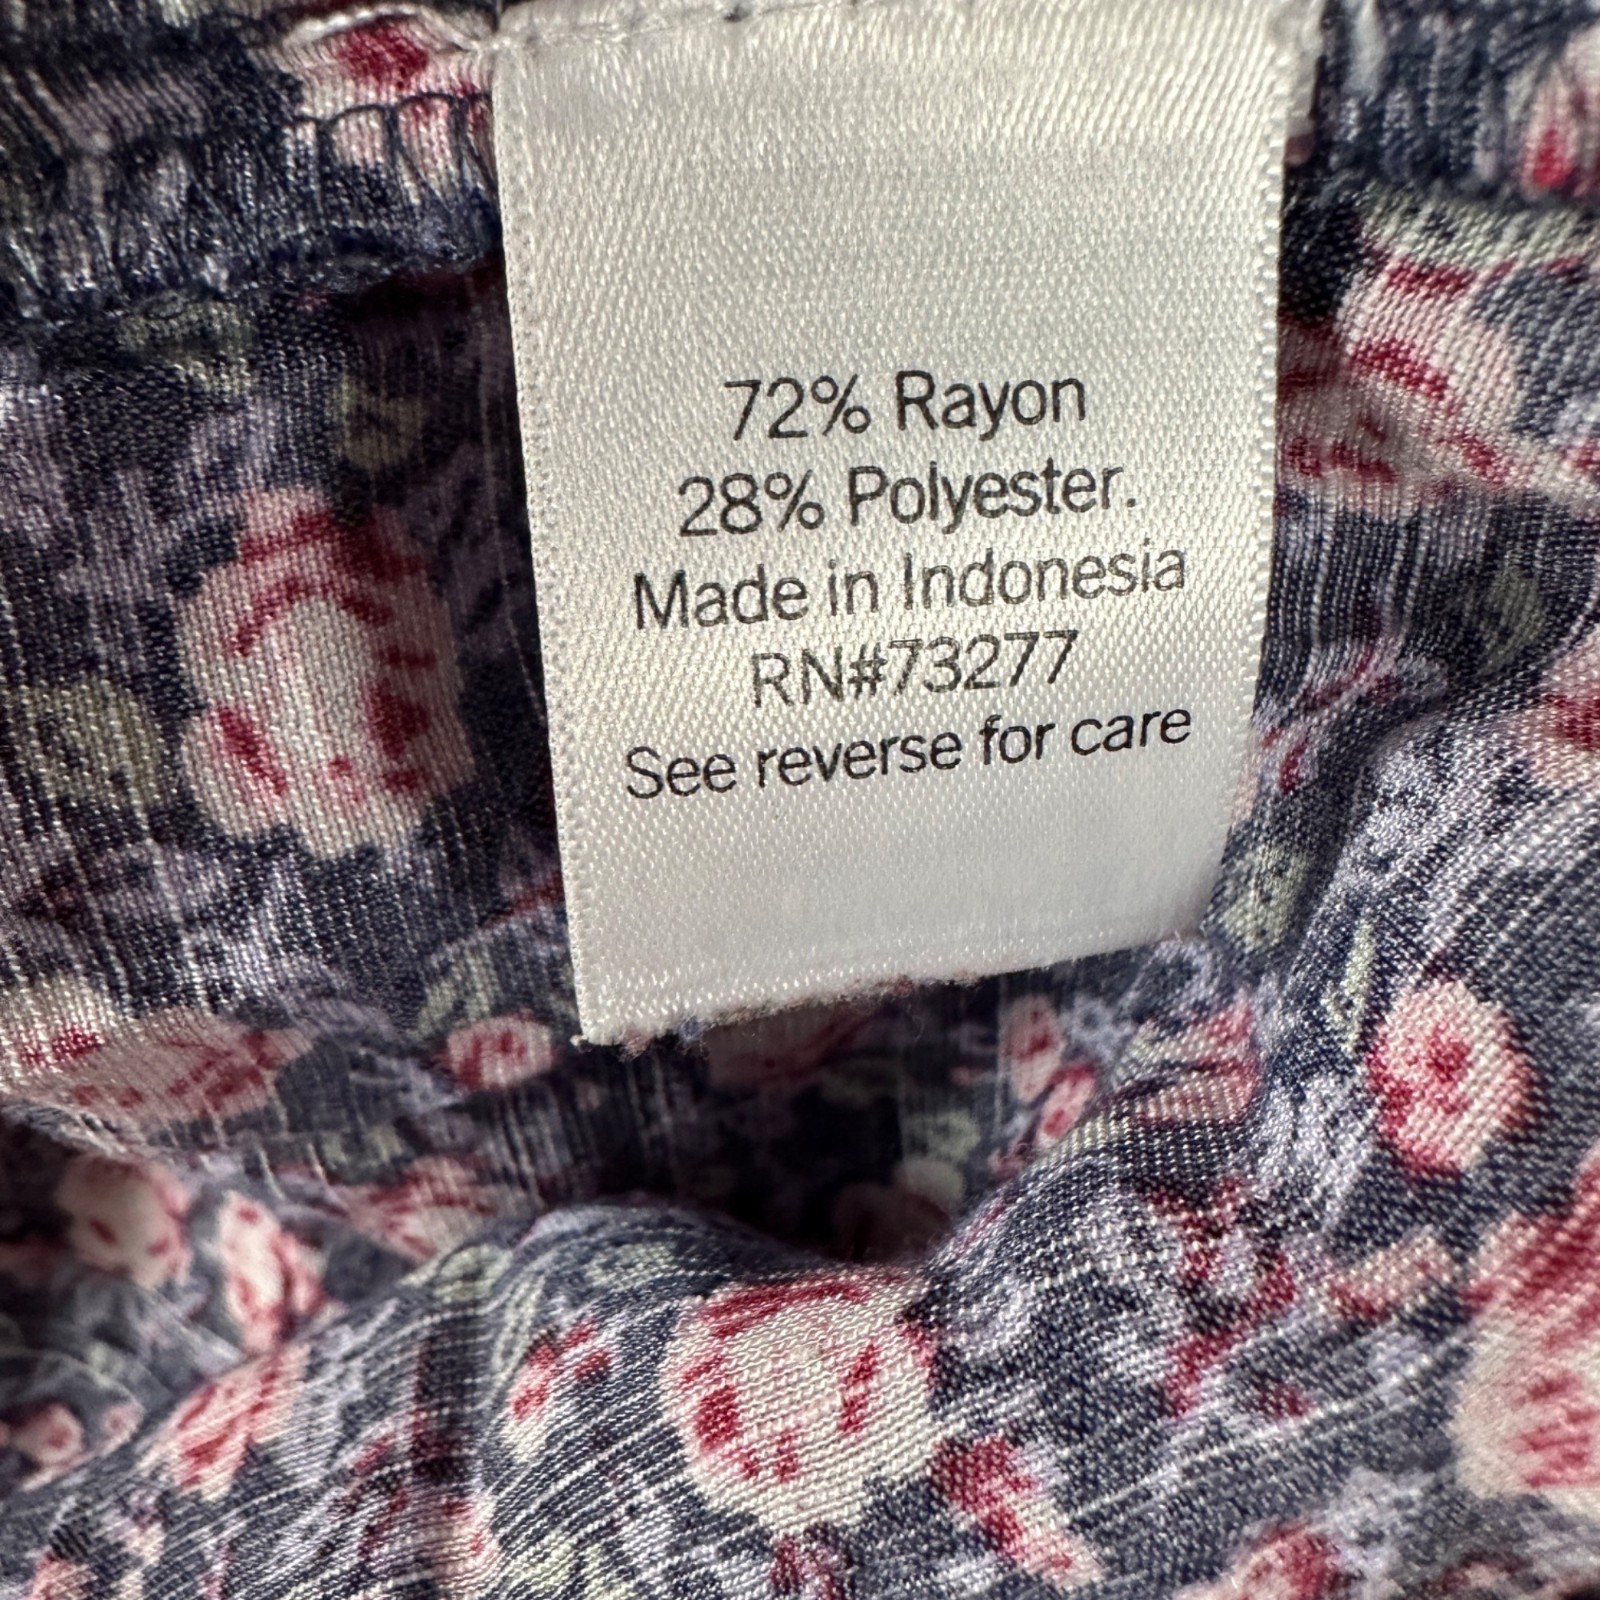 72% Rayon
28% Polyester.
Made in Indonesia
RN#73277
See reverse for care